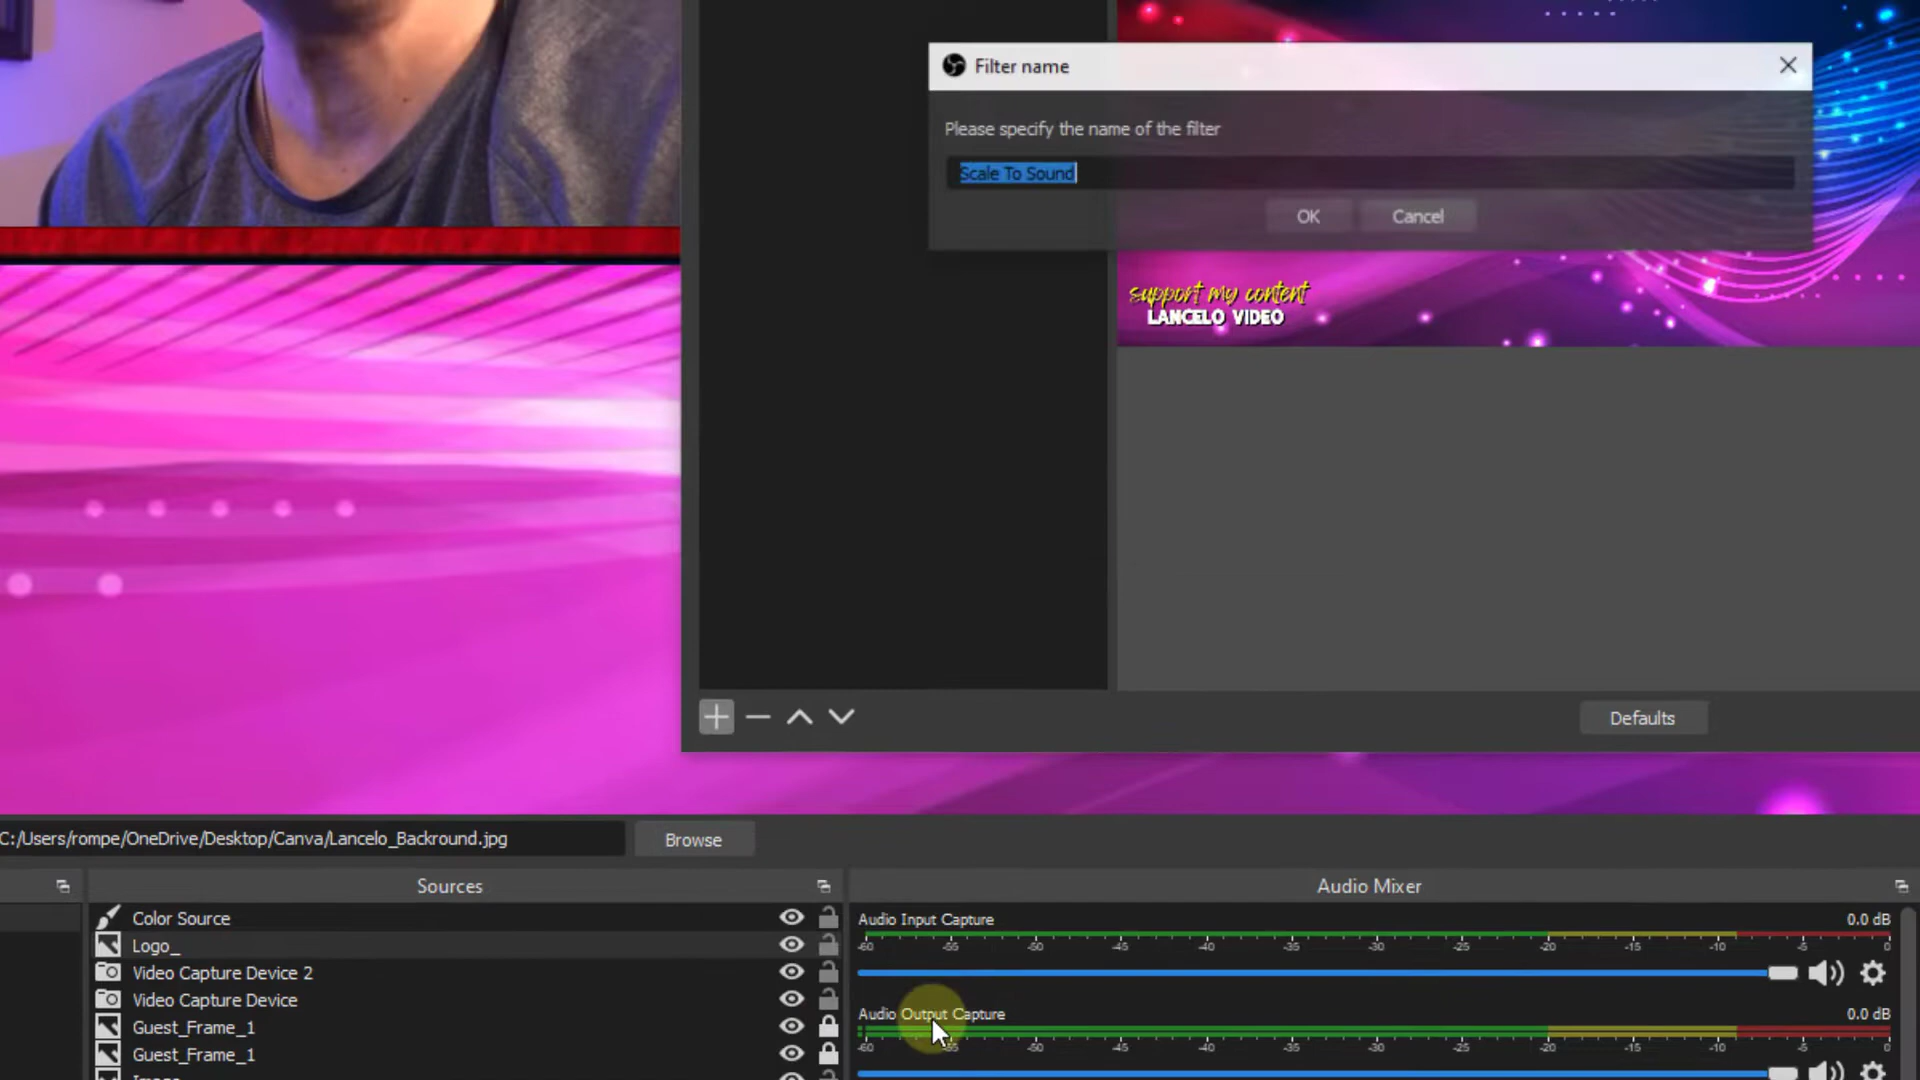 Filter name
Please specify the name of the filter
Scale To Sound
OK
Cancel
support my content
LANCELO VIDEO
Defaults
C:/Users/rompe/OneDrive/Desktop/Canva/Lancelo_Backround.jpg
Browse
Sources
Audio Mixer
Color Source
Logo_
Video Capture Device 2
Video Capture Device
Guest_Frame_1
Guest_Frame_1
Audio Input Capture
0.0 dB
-60 -55 -50 -45 -40 -35 -30 -25 -20 -15 -10 -5 0
Audio Output Capture
0.0 dB
-60 -55 -50 -45 -40 -35 -30 -25 -20 -15 -10 -5 0